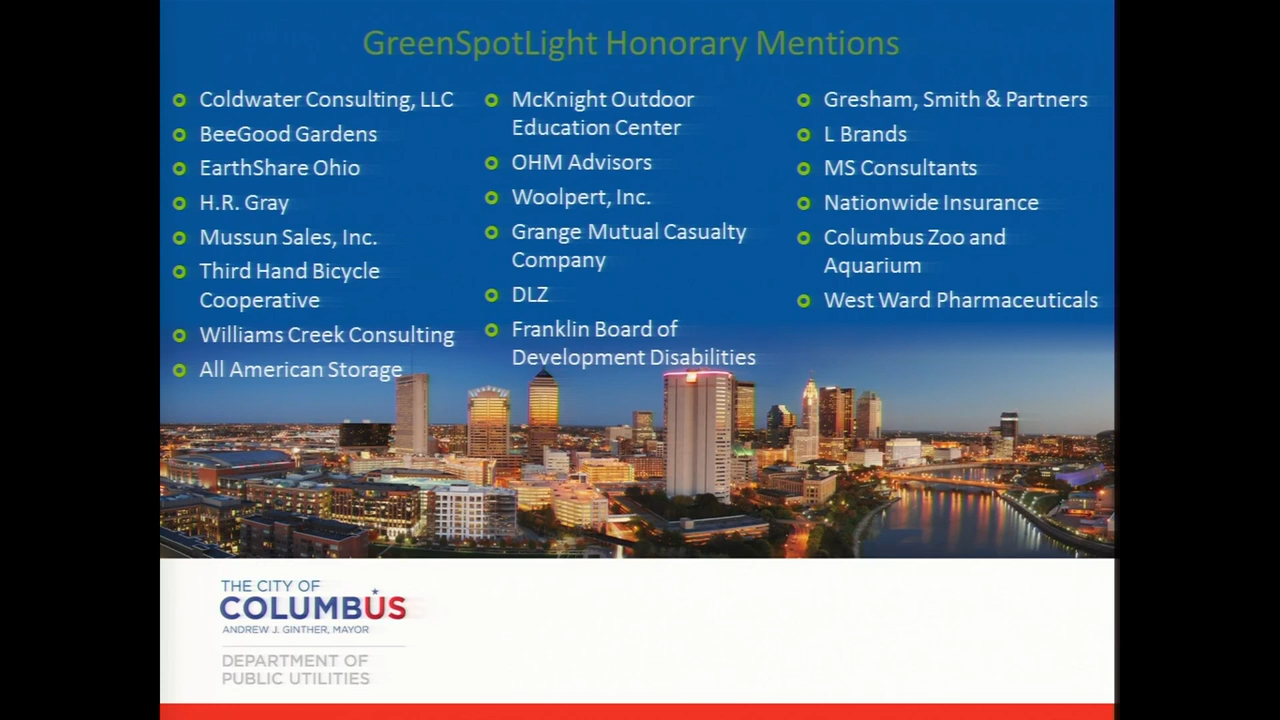 GreenSpotLight Honorary Mentions
Coldwater Consulting, LLC
BeeGood Gardens
EarthShare Ohio
H.R. Gray
Mussun Sales, Inc.
Third Hand Bicycle
Cooperative
Williams Creek Consulting
All American Storage
McKnight Outdoor
Education Center
OHM Advisors
Woolpert, Inc.
Grange Mutual Casualty
Company
DLZ
Franklin Board of
Development Disabilities
Gresham, Smith & Partners
L Brands
MS Consultants
Nationwide Insurance
Columbus Zoo and
Aquarium
West Ward Pharmaceuticals
THE CITY OF
COLUMBUS
ANDREW J. GINTHER, MAYOR
DEPARTMENT OF
PUBLIC UTILITIES